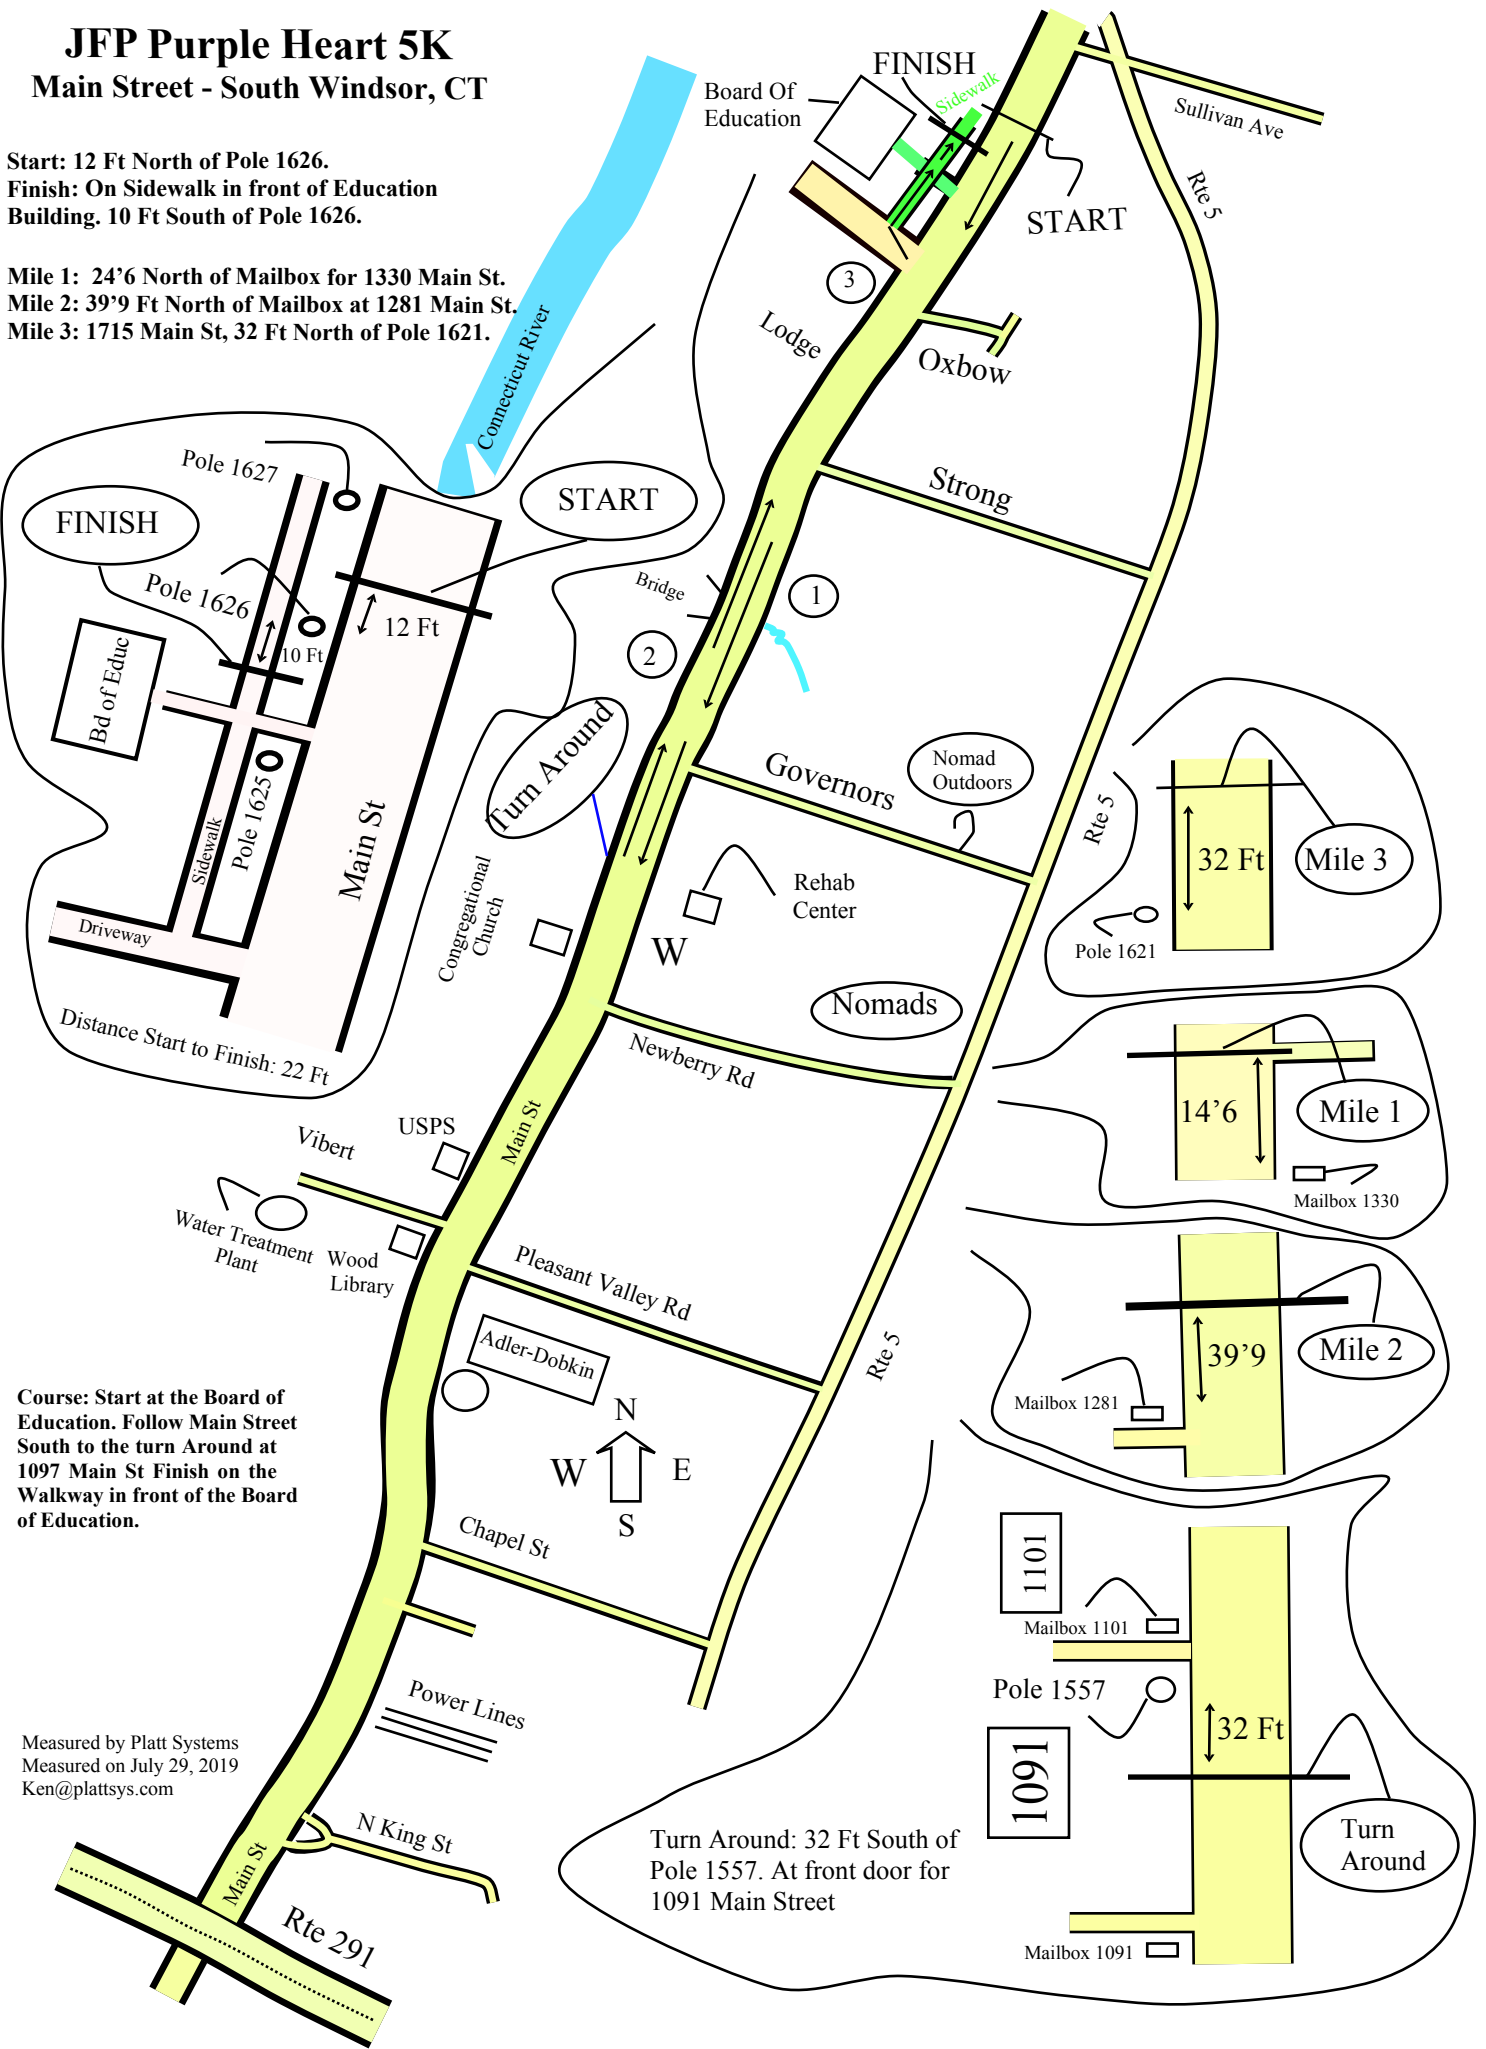 JFP Purple Heart 5K
Main Street - South Windsor, CT
Start: 12 Ft North of Pole 1626.
Finish: On Sidewalk in front of Education
Building. 10 Ft South of Pole 1626.
Mile 1:  24’6 North of Mailbox for 1330 Main St.
Mile 2: 39’9 Ft North of Mailbox at 1281 Main St.
Mile 3: 1715 Main St, 32 Ft North of Pole 1621.
Connecticut River
Board Of
Education
FINISH
Sidewalk
START
Sullivan Ave
Rte 5
3
Lodge
Oxbow
Strong
Bridge
1
2
Turn Around
Governors
Nomad
Outdoors
Rte 5
Congregational
Church
Rehab
Center
W
Nomads
Newberry Rd
Main St
USPS
Vibert
Water Treatment
Plant
Wood
Library
Pleasant Valley Rd
Adler-Dobkin
Rte 5
N
W
E
S
Chapel St
Power Lines
N King St
Main St
Rte 291
Pole 1627
FINISH
START
Pole 1626
12 Ft
10 Ft
Bd of Educ
Pole 1625
Sidewalk
Main St
Driveway
Distance Start to Finish: 22 Ft
Course: Start at the Board of
Education. Follow Main Street
South to the turn Around at
1097 Main St Finish on the
Walkway in front of the Board
of Education.
Measured by Platt Systems
Measured on July 29, 2019
Ken@plattsys.com
32 Ft
Mile 3
Pole 1621
14’6
Mile 1
Mailbox 1330
39’9
Mile 2
Mailbox 1281
1101
Mailbox 1101
Pole 1557
32 Ft
1091
Turn
Around
Mailbox 1091
Turn Around: 32 Ft South of
Pole 1557. At front door for
1091 Main Street